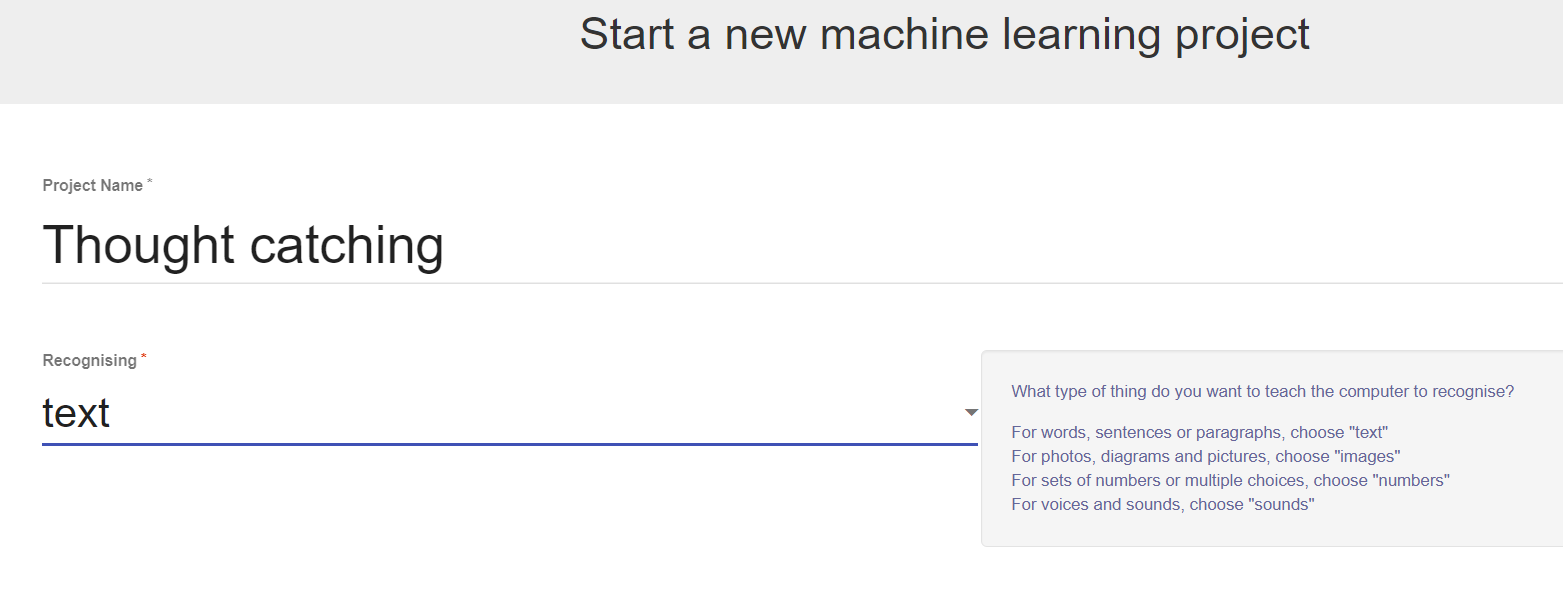 Start a new machine learning project
Project Name *
Thought catching
Recognising *
text
What type of thing do you want to teach the computer to recognise?
For words, sentences or paragraphs, choose "text"
For photos, diagrams and pictures, choose "images"
For sets of numbers or multiple choices, choose "numbers"
For voices and sounds, choose "sounds"